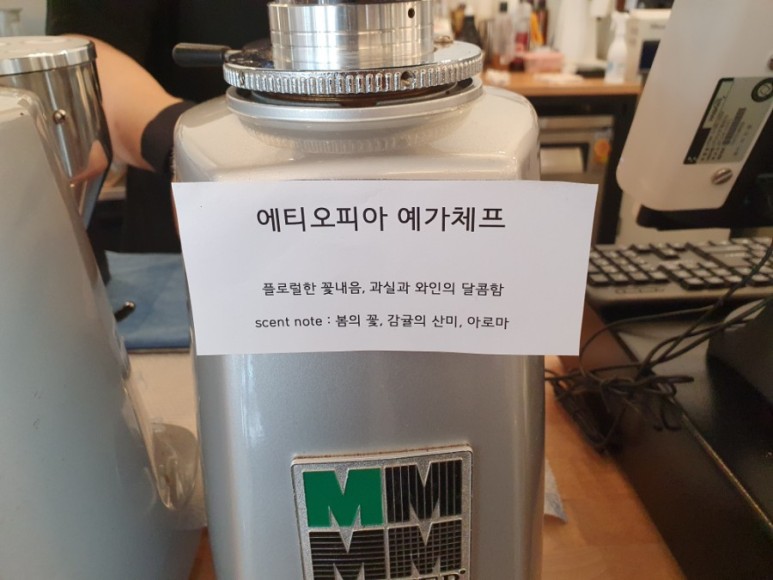 에티오피아 예가체프
플로럴한 꽃내음, 과실과 와인의 달콤함
scent note : 봄의 꽃, 감귤의 산미, 아로마
MM
MM